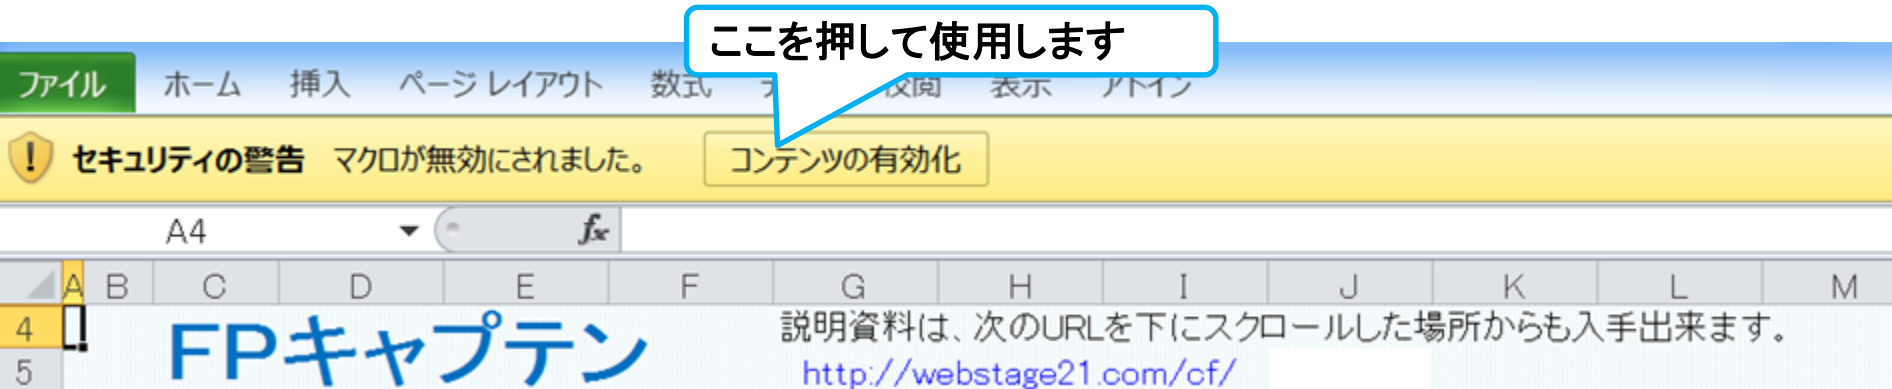 ここを押して使用します
ファイル ホーム 挿入 ページ レイアウト 数式 校閲 表示 アドイン
セキュリティの警告 マクロが無効にされました。 コンテンツの有効化
A4 fx
A B C D E F G H I J K L M
4 FPキャプテン 説明資料は、次のURLを下にスクロールした場所からも入手出来ます。
5 http://webstage21.com/cf/